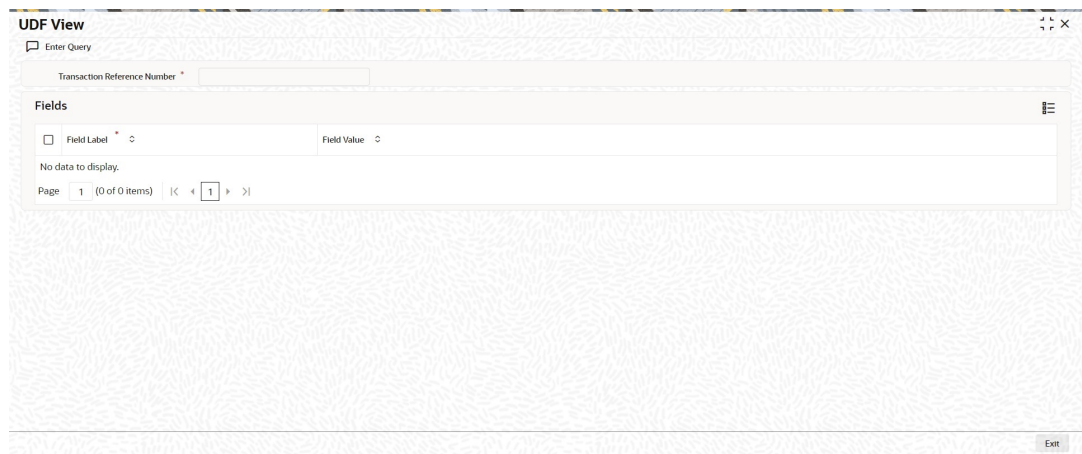 UDF View
Enter Query
Transaction Reference Number *
Fields
Field Label * Field Value
No data to display.
Page 1 (0 of 0 items) 1
Exit